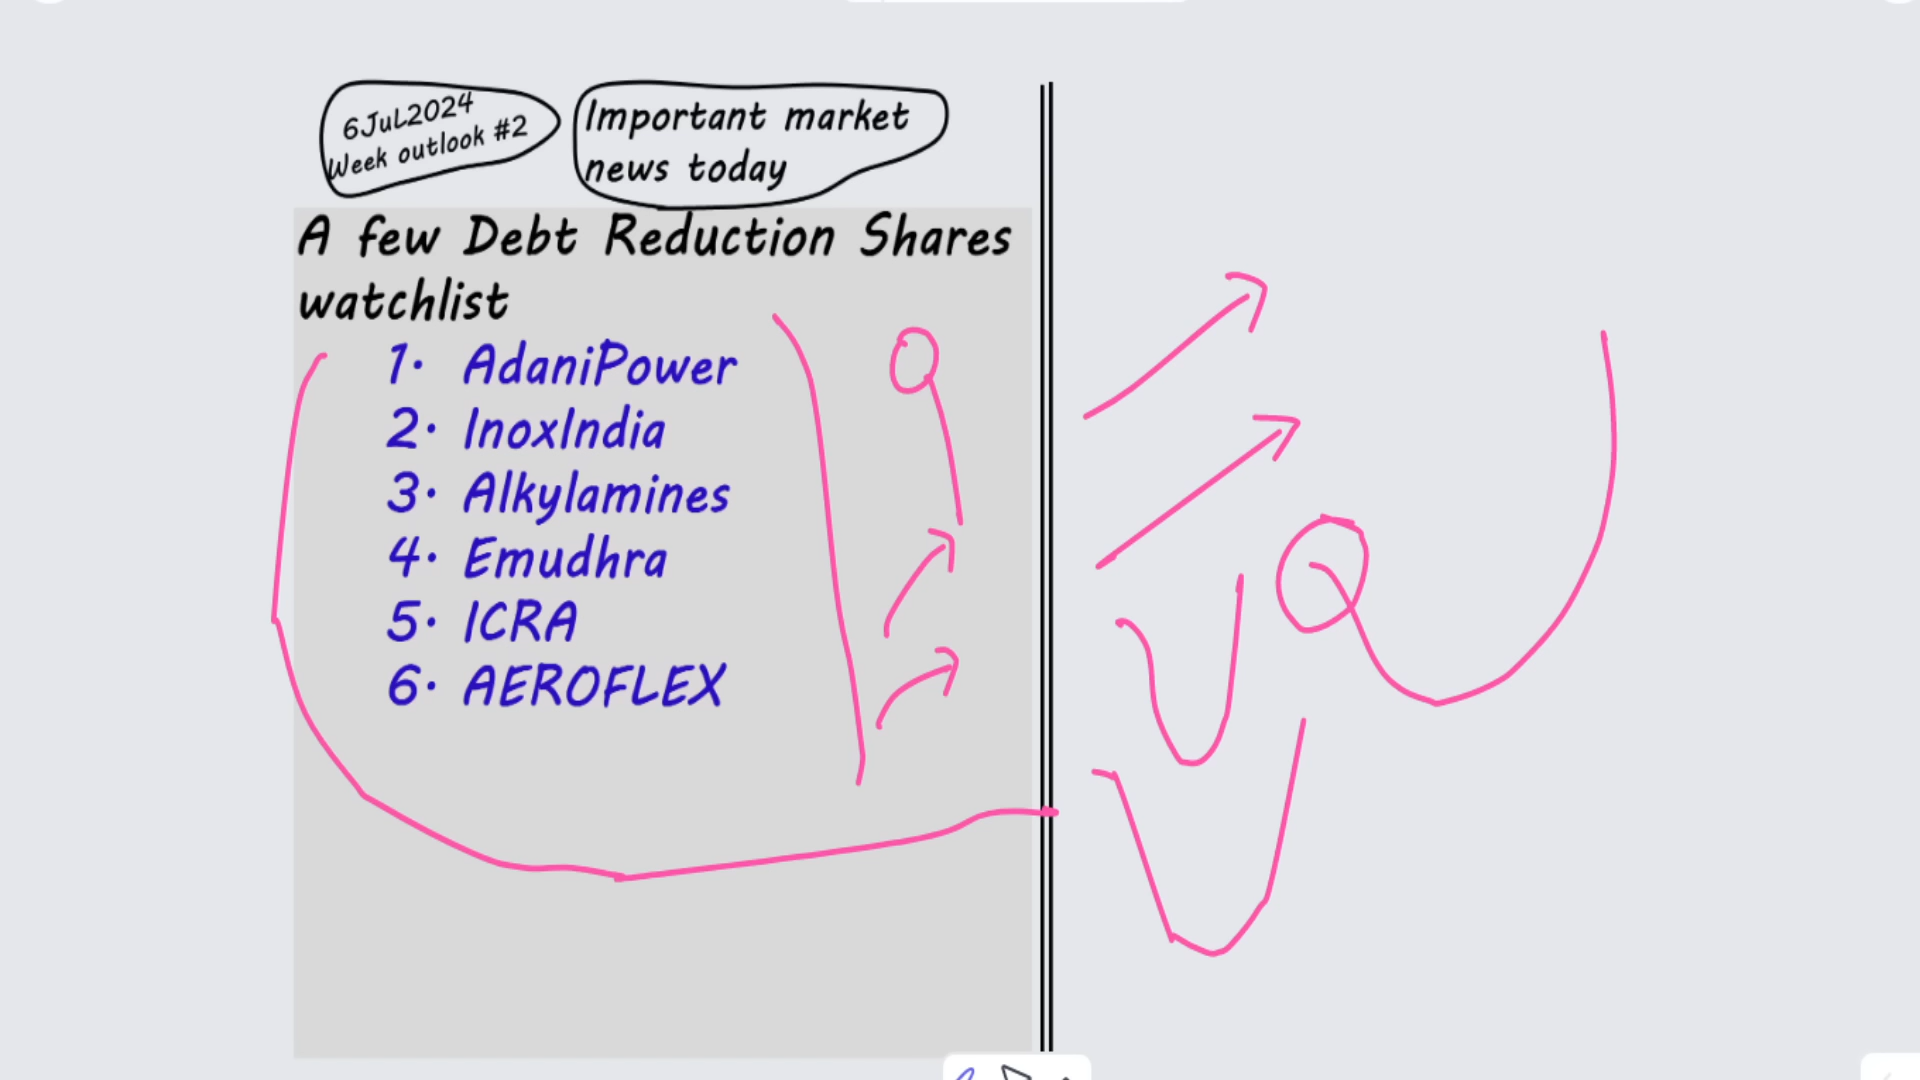 6JuL2024
Week outlook #2
Important market
news today
A few Debt Reduction Shares
watchlist
1. AdaniPower
2. InoxIndia
3. Alkylamines
4. Emudhra
5. ICRA
6. AEROFLEX